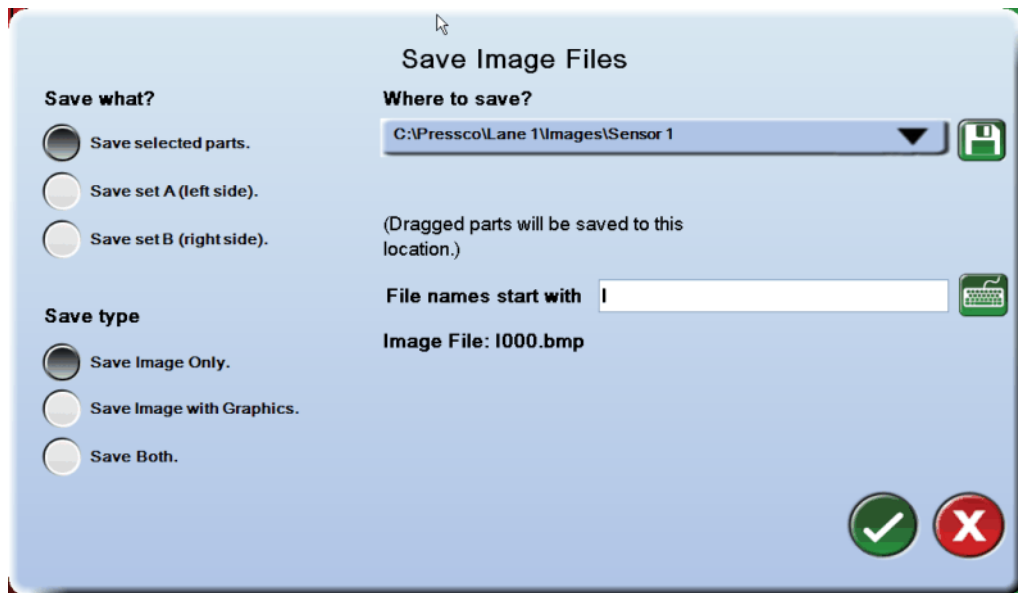 Save Image Files
Save what?
Save selected parts.
Save set A (left side).
Save set B (right side).
Save type
Save Image Only.
Save Image with Graphics.
Save Both.
Where to save?
C:\Pressco\Lane 1\Images\Sensor 1
(Dragged parts will be saved to this
location.)
File names start with I
Image File: I000.bmp